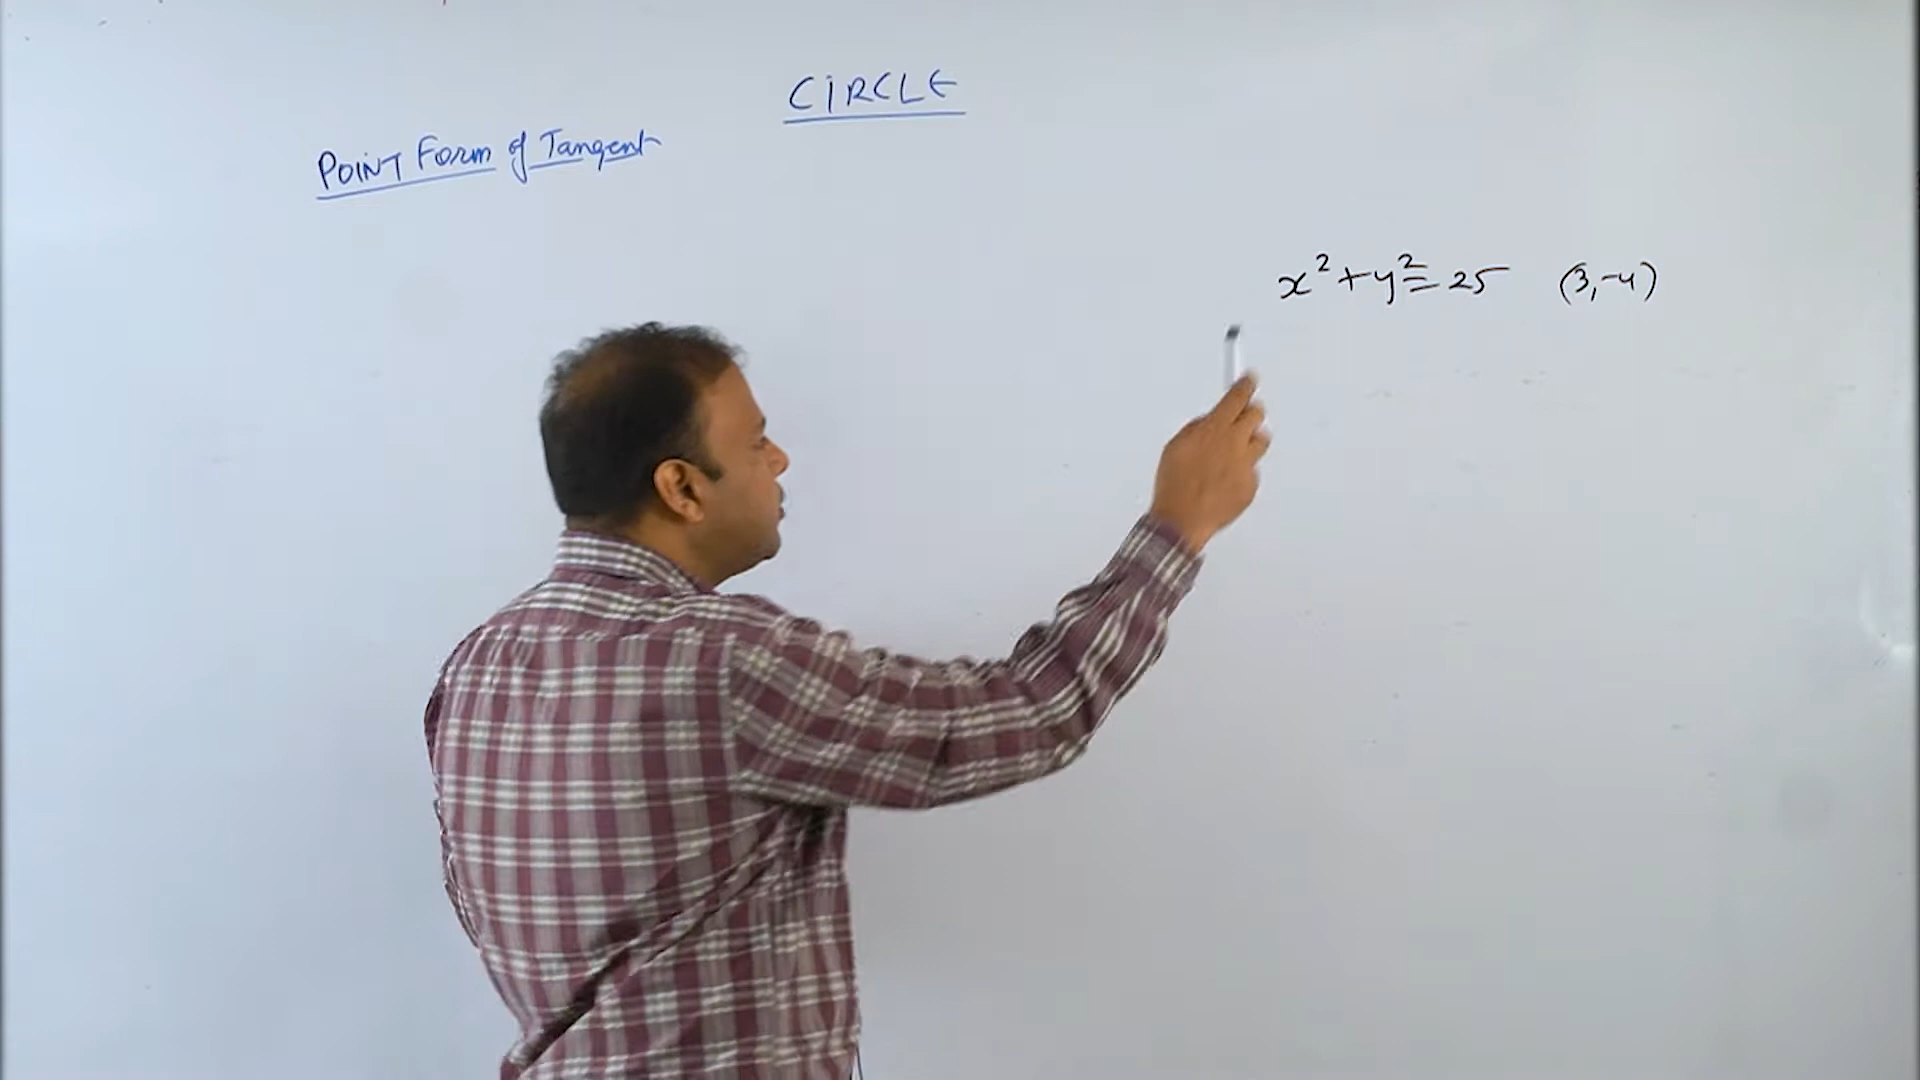 CIRCLE
POINT Form of Tangent
x²+y²=25 (3,-4)